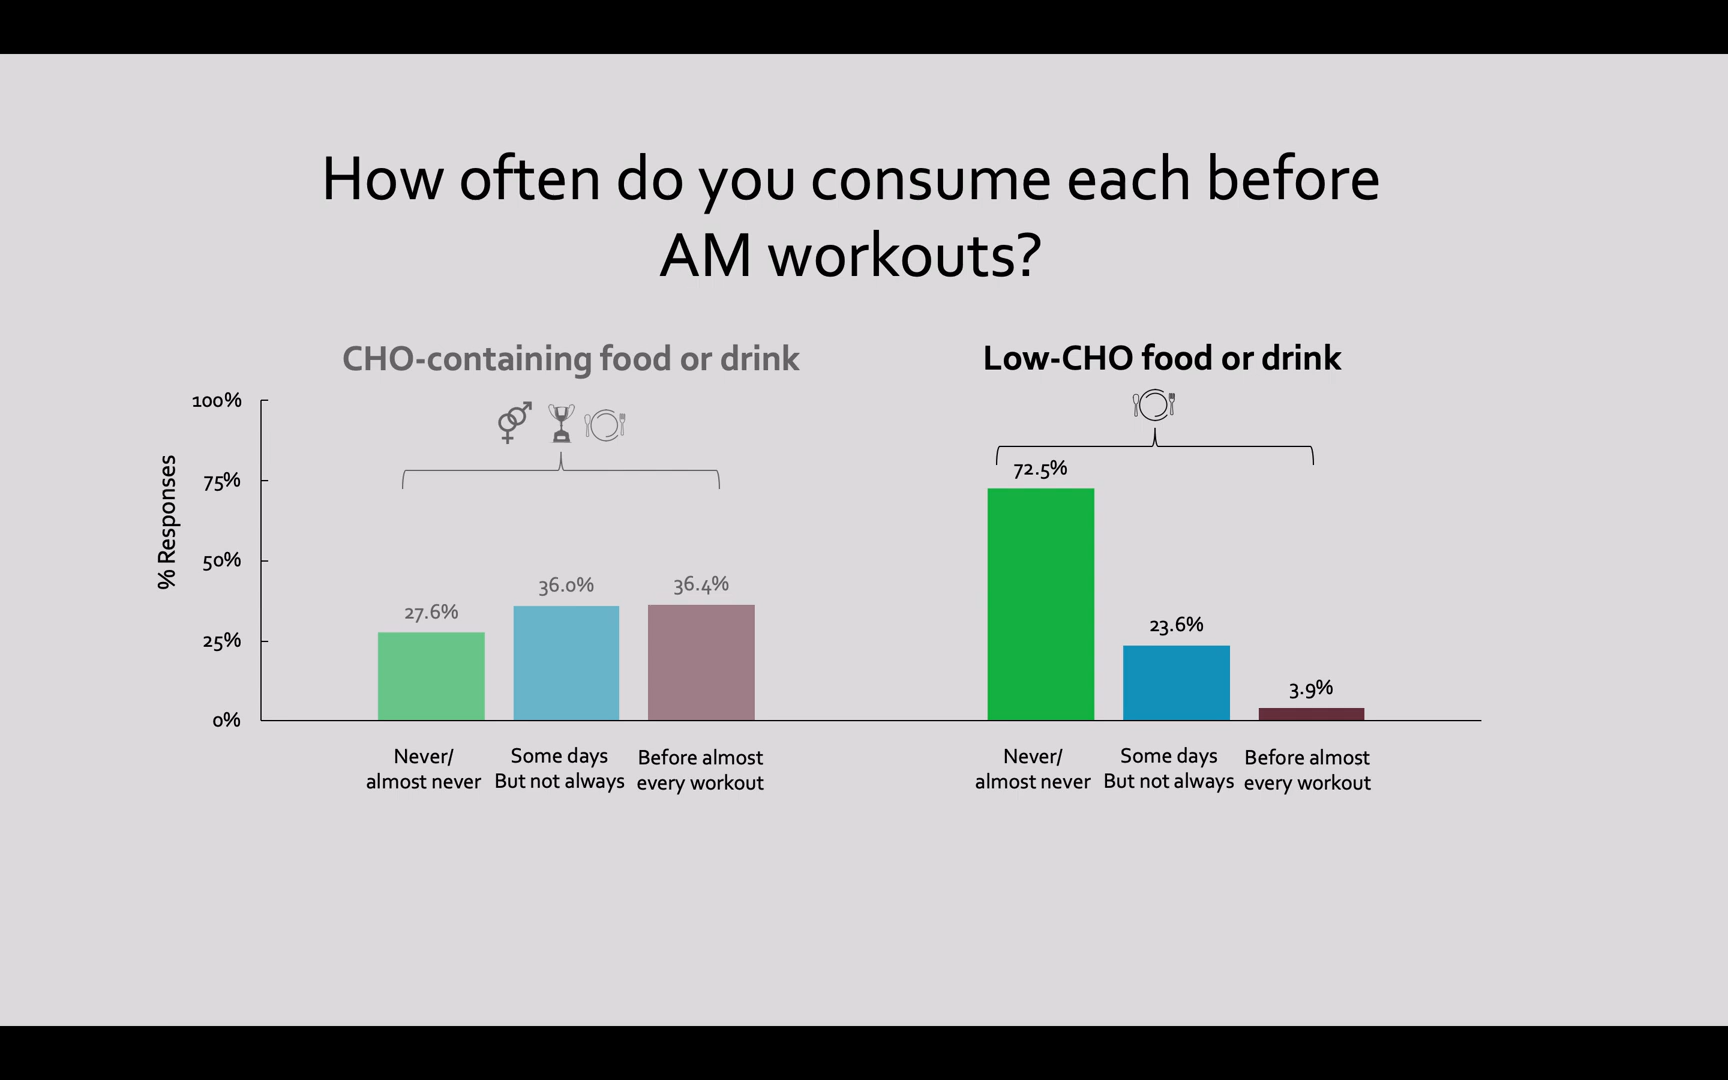 How often do you consume each before
AM workouts?
CHO-containing food or drink
Low-CHO food or drink
% Responses
100%
75%
50%
25%
0%
27.6%
36.0%
36.4%
72.5%
23.6%
3.9%
Never/
almost never
Some days
But not always
Before almost
every workout
Never/
almost never
Some days
But not always
Before almost
every workout